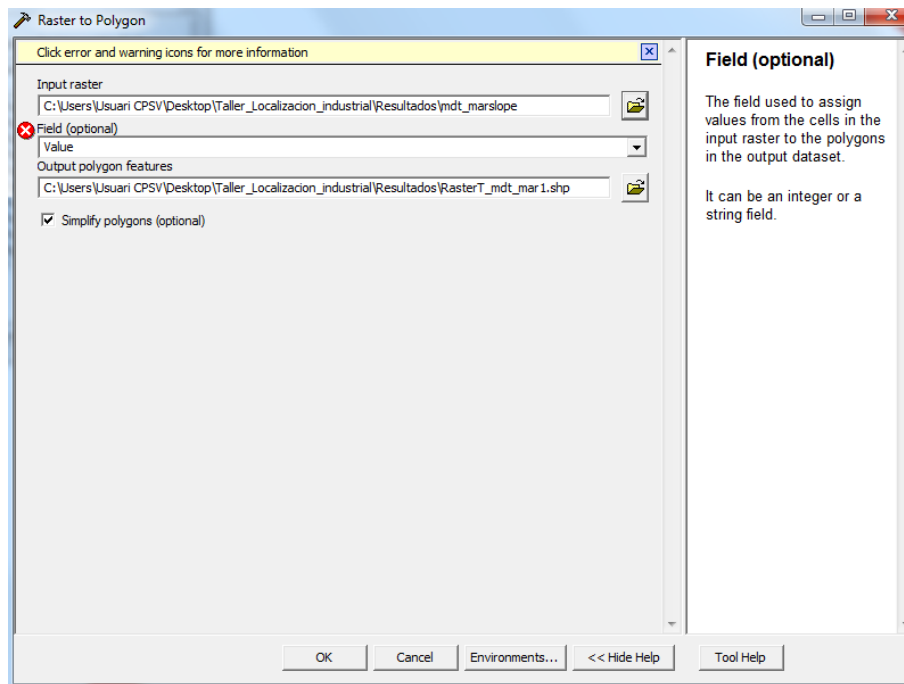 Raster to Polygon
Click error and warning icons for more information
Input raster
C:\Users\Usuari CPSV\Desktop\Taller_Localizacion_industrial\Resultados\mdt_marslope
Field (optional)
Value
Output polygon features
C:\Users\Usuari CPSV\Desktop\Taller_Localizacion_industrial\Resultados\RasterT_mdt_mar1.shp
Simplify polygons (optional)
OK
Cancel
Environments...
<< Hide Help
Tool Help
Field (optional)
The field used to assign
values from the cells in the
input raster to the polygons
in the output dataset.
It can be an integer or a
string field.